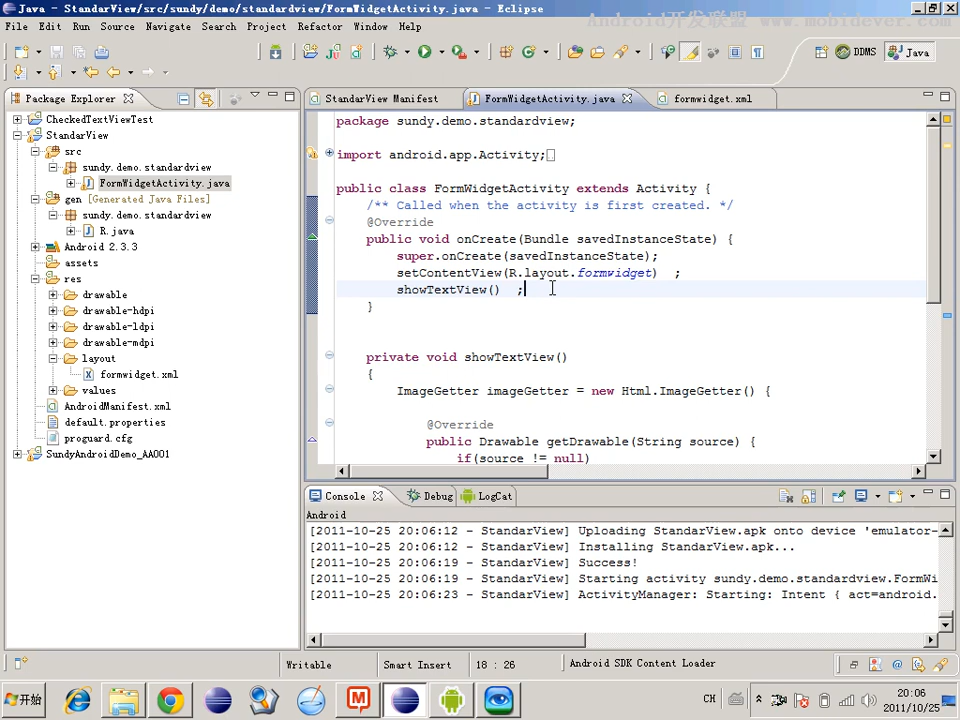 Java - StandarView/src/sundy/demo/standardview/FormWidgetActivity.java - Eclipse
Android开发联盟 www.mobidever.com
File Edit Run Source Navigate Search Project Refactor Window Help
DDMS Java
Package Explorer
StandarView Manifest FormWidgetActivity.java formwidget.xml
CheckedTextViewTest
StandarView
src
sundy.demo.standardview
FormWidgetActivity.java
gen [Generated Java Files]
sundy.demo.standardview
R.java
Android 2.3.3
assets
res
drawable
drawable-hdpi
drawable-ldpi
drawable-mdpi
layout
formwidget.xml
values
AndroidManifest.xml
default.properties
proguard.cfg
SundyAndroidDemo_AA001
package sundy.demo.standardview;
import android.app.Activity;
public class FormWidgetActivity extends Activity {
/** Called when the activity is first created. */
@Override
public void onCreate(Bundle savedInstanceState) {
super.onCreate(savedInstanceState);
setContentView(R.layout.formwidget)  ;
showTextView()  ;
}
private void showTextView()
{
ImageGetter imageGetter = new Html.ImageGetter() {
@Override
public Drawable getDrawable(String source) {
if(source != null)
Console Debug LogCat
Android
[2011-10-25 20:06:12 - StandarView] Uploading StandarView.apk onto device 'emulator-
[2011-10-25 20:06:12 - StandarView] Installing StandarView.apk...
[2011-10-25 20:06:19 - StandarView] Success!
[2011-10-25 20:06:19 - StandarView] Starting activity sundy.demo.standardview.FormWi
[2011-10-25 20:06:23 - StandarView] ActivityManager: Starting: Intent { act=android.
Writable Smart Insert 18 : 26 Android SDK Content Loader
开始 CH 20:06
2011/10/25